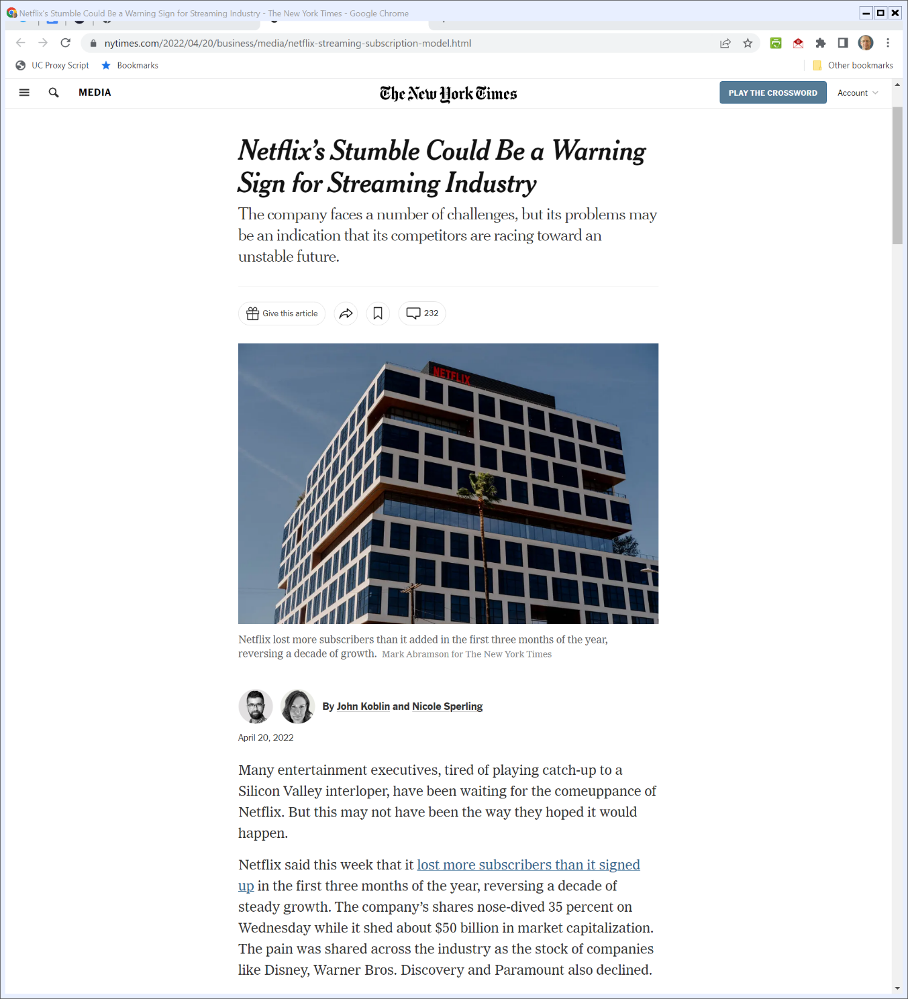 Netflix's Stumble Could Be a Warning Sign for Streaming Industry - The New York Times - Google Chrome
nytimes.com/2022/04/20/business/media/netflix-streaming-subscription-model.html
UC Proxy Script Bookmarks Other bookmarks
MEDIA The New York Times PLAY THE CROSSWORD Account
Netflix’s Stumble Could Be a Warning
Sign for Streaming Industry
The company faces a number of challenges, but its problems may
be an indication that its competitors are racing toward an
unstable future.
Give this article 232
NETFLIX
Netflix lost more subscribers than it added in the first three months of the year,
reversing a decade of growth. Mark Abramson for The New York Times
By John Koblin and Nicole Sperling
April 20, 2022
Many entertainment executives, tired of playing catch-up to a
Silicon Valley interloper, have been waiting for the comeuppance of
Netflix. But this may not have been the way they hoped it would
happen.
Netflix said this week that it lost more subscribers than it signed
up in the first three months of the year, reversing a decade of
steady growth. The company’s shares nose-dived 35 percent on
Wednesday while it shed about $50 billion in market capitalization.
The pain was shared across the industry as the stock of companies
like Disney, Warner Bros. Discovery and Paramount also declined.